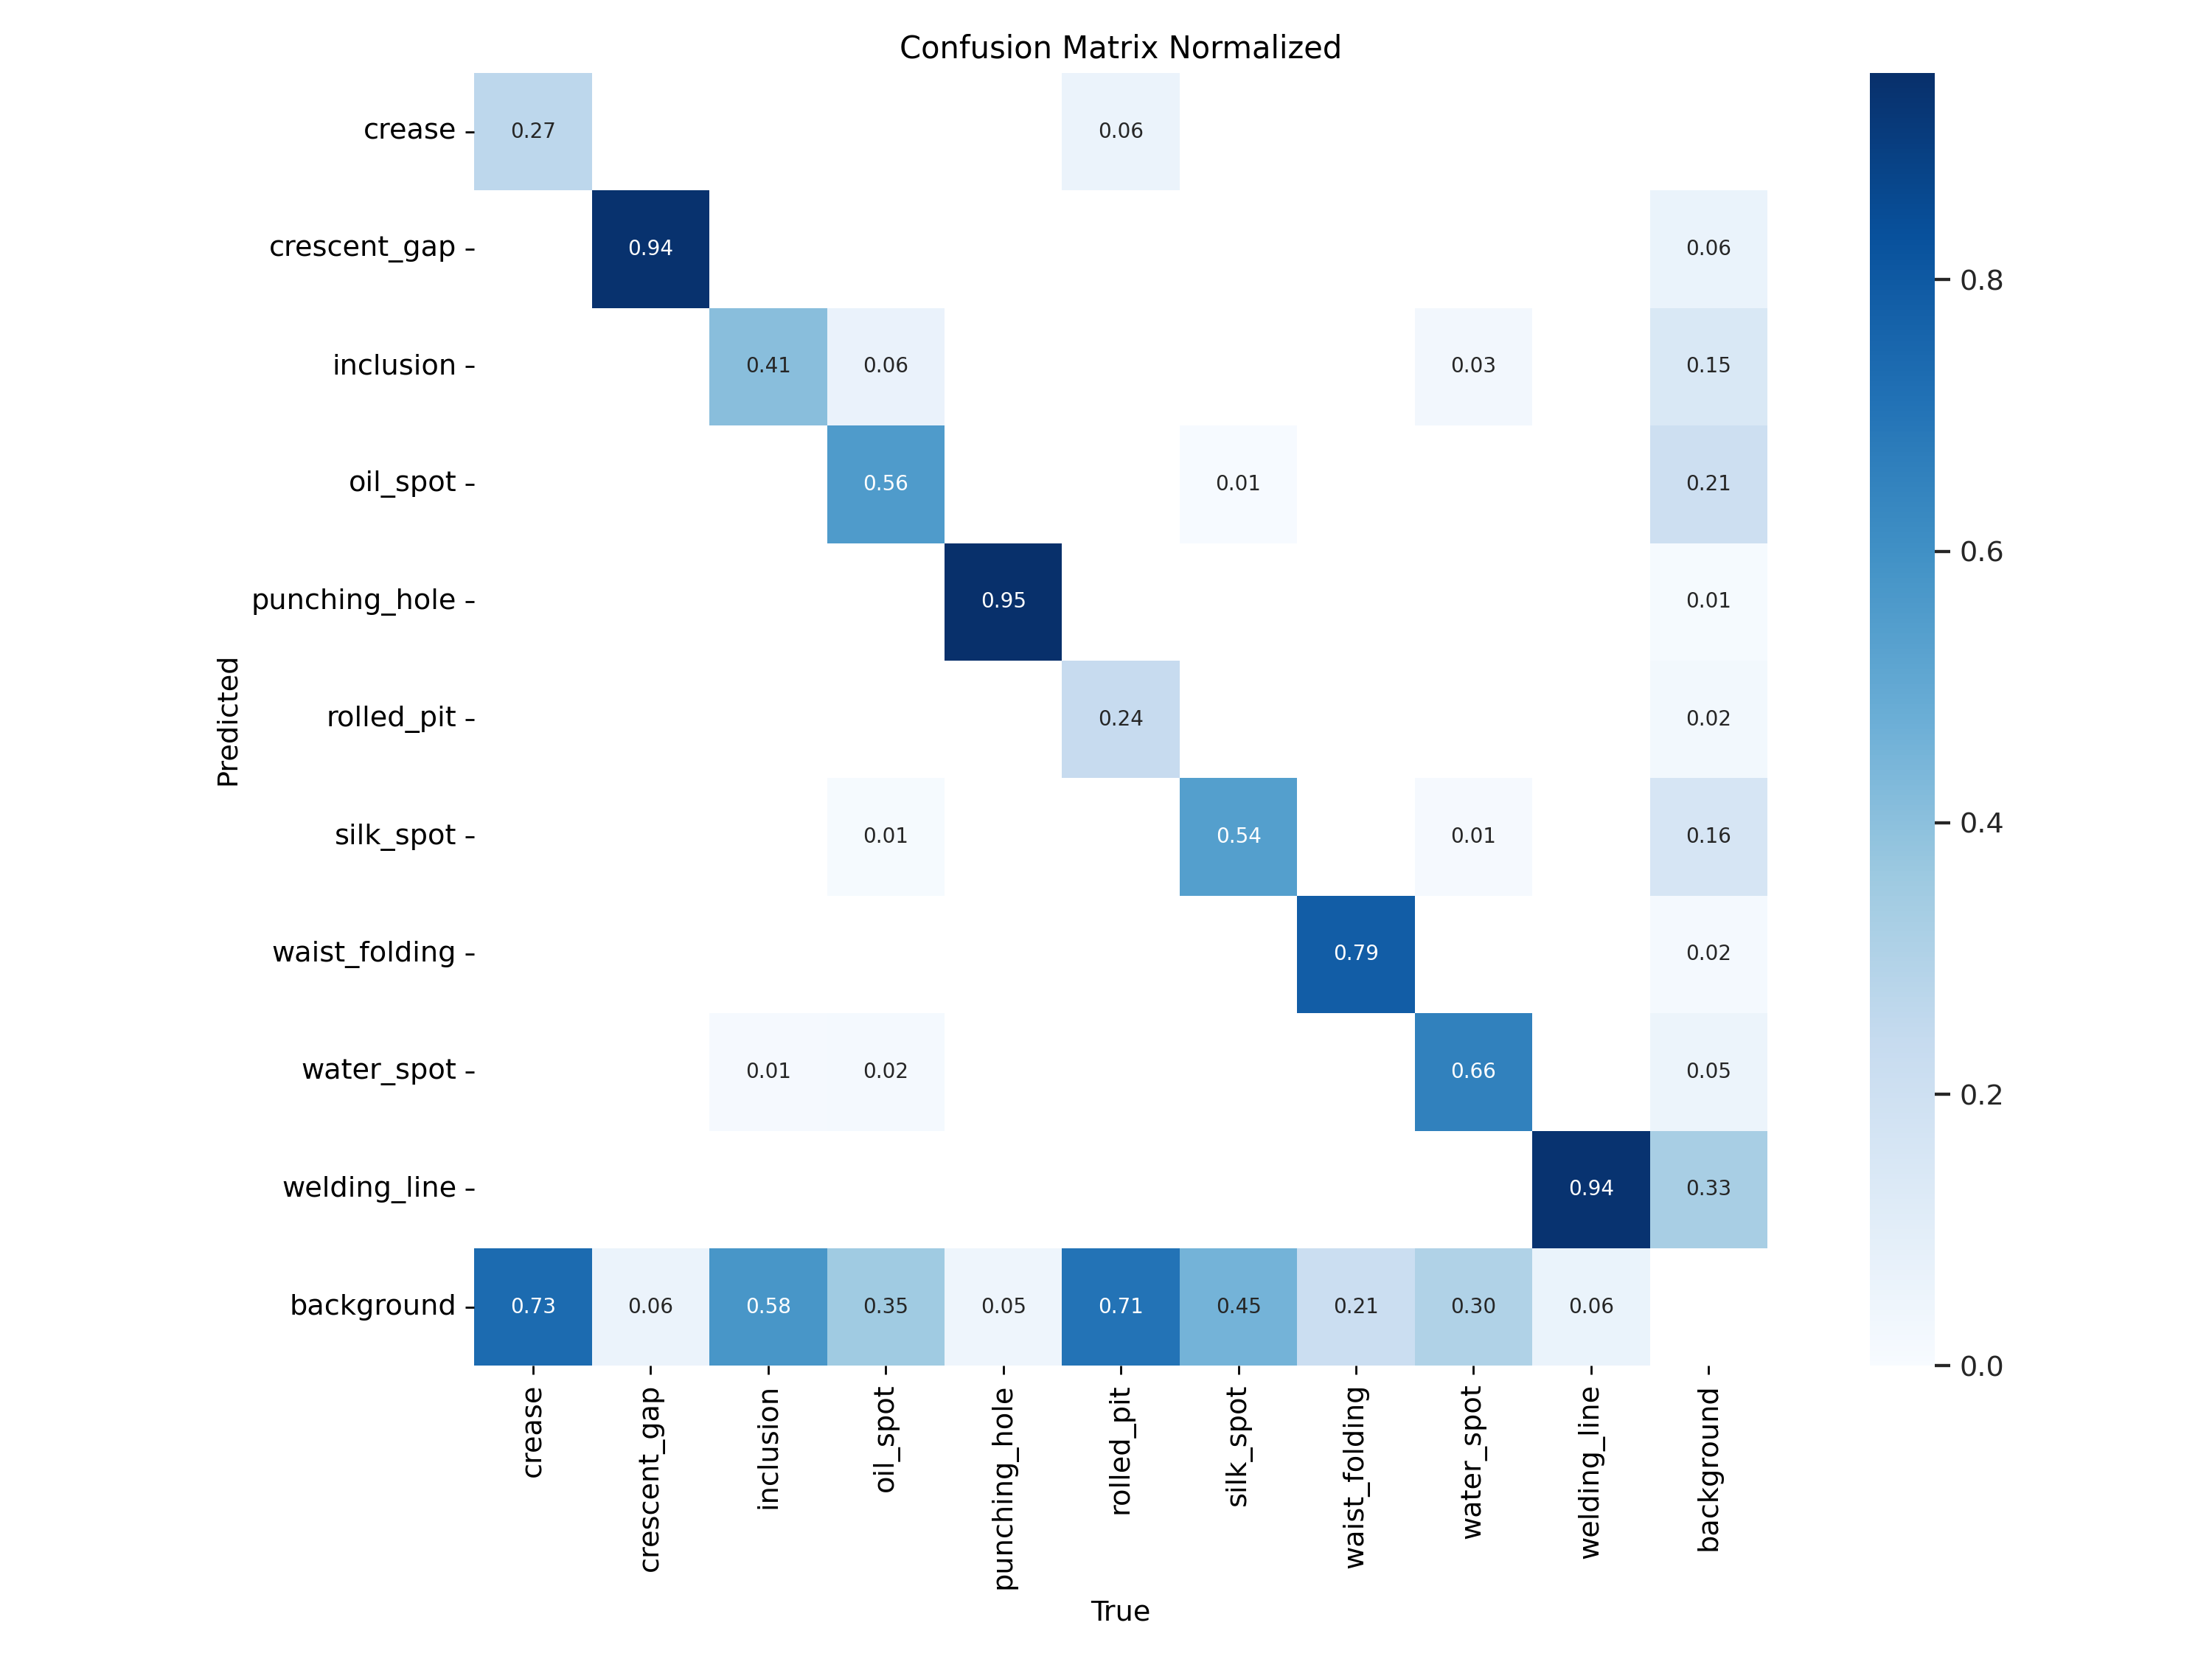 Confusion Matrix Normalized
crease 0.27 0.06
crescent_gap 0.94 0.06
inclusion 0.41 0.06 0.03 0.15
oil_spot 0.56 0.01 0.21
punching_hole 0.95 0.01
rolled_pit 0.24 0.02
silk_spot 0.01 0.54 0.01 0.16
waist_folding 0.79 0.02
water_spot 0.01 0.02 0.66 0.05
welding_line 0.94 0.33
background 0.73 0.06 0.58 0.35 0.05 0.71 0.45 0.21 0.30 0.06
Predicted
crease crescent_gap inclusion oil_spot punching_hole rolled_pit silk_spot waist_folding water_spot welding_line background
True
0.8
0.6
0.4
0.2
0.0